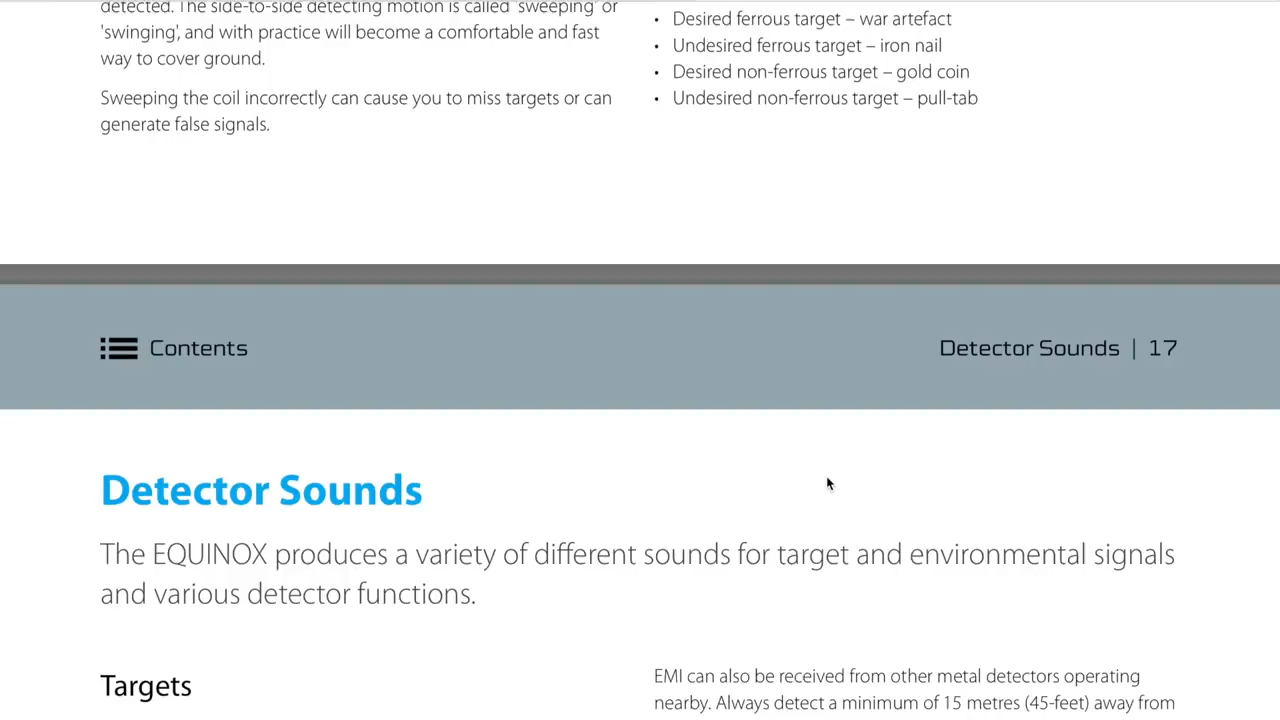 detected. The side-to-side detecting motion is called 'sweeping' or
'swinging', and with practice will become a comfortable and fast
way to cover ground.
Sweeping the coil incorrectly can cause you to miss targets or can
generate false signals.
• Desired ferrous target – war artefact
• Undesired ferrous target – iron nail
• Desired non-ferrous target – gold coin
• Undesired non-ferrous target – pull-tab
Contents
Detector Sounds | 17
Detector Sounds
The EQUINOX produces a variety of different sounds for target and environmental signals
and various detector functions.
Targets
EMI can also be received from other metal detectors operating
nearby. Always detect a minimum of 15 metres (45-feet) away from